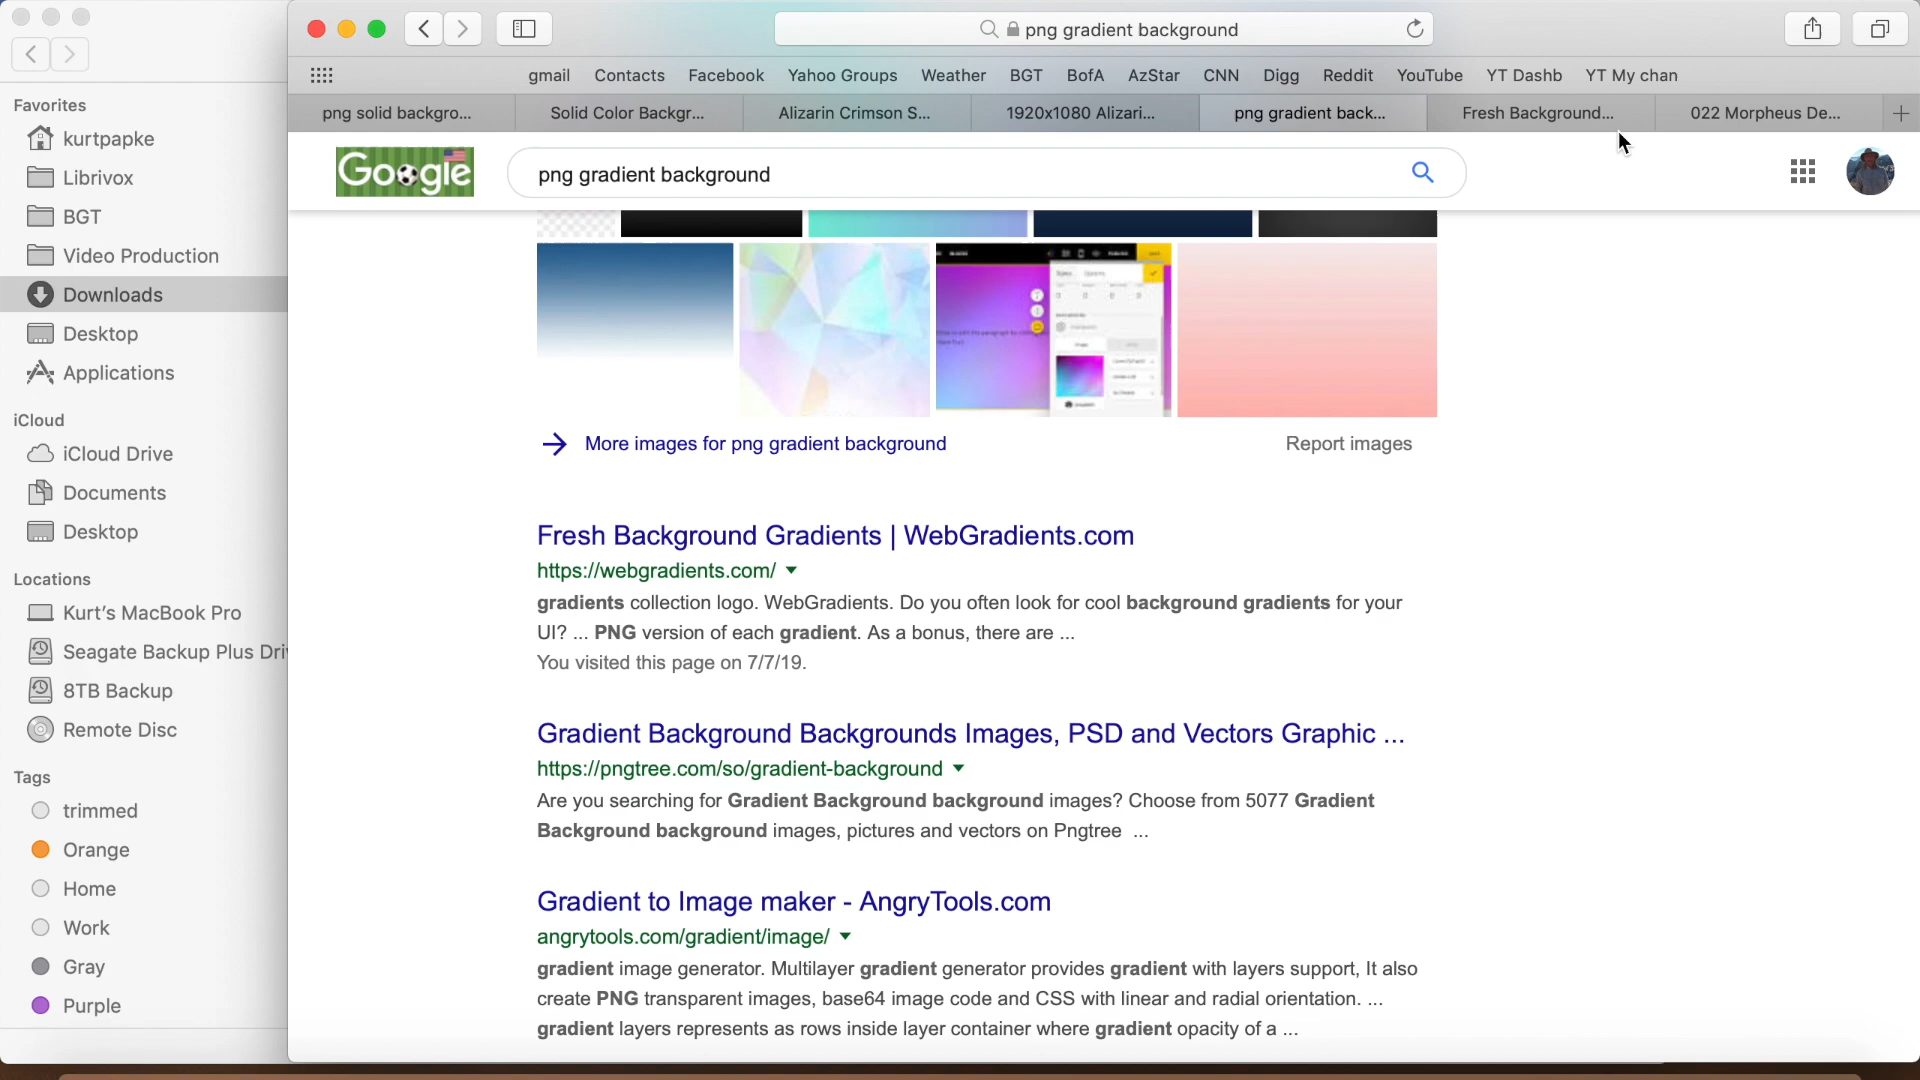 png gradient background
gmail Contacts Facebook Yahoo Groups Weather BGT BofA AzStar CNN Digg Reddit YouTube YT Dashb YT My chan
png solid backgro... Solid Color Backgr... Alizarin Crimson S... 1920x1080 Alizari... png gradient back... Fresh Background... 022 Morpheus De...
Favorites
kurtpapke
Librivox
BGT
Video Production
Downloads
Desktop
Applications
iCloud
iCloud Drive
Documents
Desktop
Locations
Kurt's MacBook Pro
Seagate Backup Plus Dri
8TB Backup
Remote Disc
Tags
trimmed
Orange
Home
Work
Gray
Purple
Google
png gradient background
More images for png gradient background
Report images
Fresh Background Gradients | WebGradients.com
https://webgradients.com/
gradients collection logo. WebGradients. Do you often look for cool background gradients for your
UI? ... PNG version of each gradient. As a bonus, there are ...
You visited this page on 7/7/19.
Gradient Background Backgrounds Images, PSD and Vectors Graphic ...
https://pngtree.com/so/gradient-background
Are you searching for Gradient Background background images? Choose from 5077 Gradient
Background background images, pictures and vectors on Pngtree ...
Gradient to Image maker - AngryTools.com
angrytools.com/gradient/image/
gradient image generator. Multilayer gradient generator provides gradient with layers support, It also
create PNG transparent images, base64 image code and CSS with linear and radial orientation. ...
gradient layers represents as rows inside layer container where gradient opacity of a ...